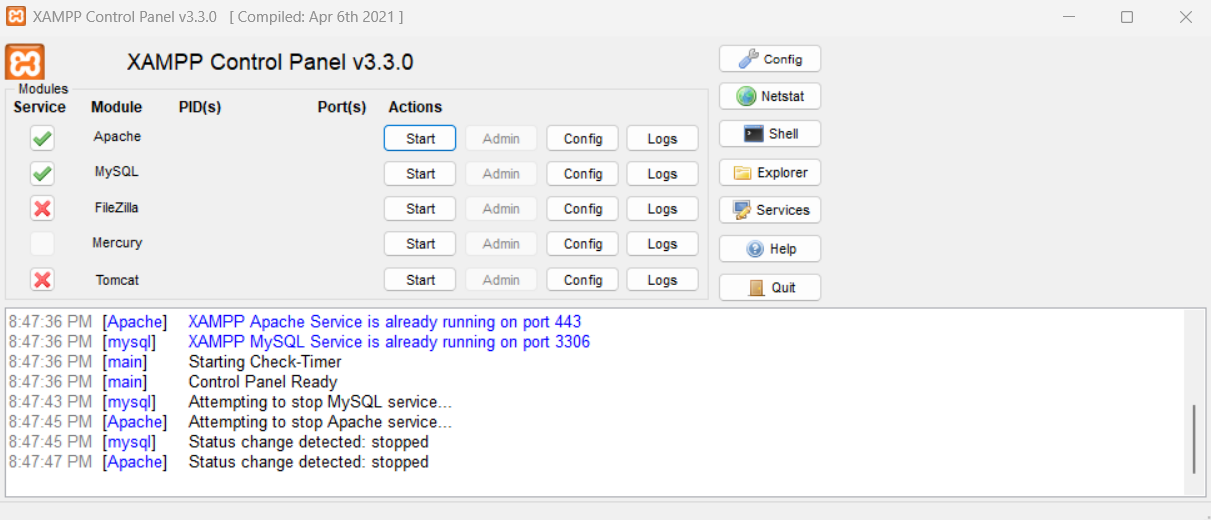 XAMPP Control Panel v3.3.0 [ Compiled: Apr 6th 2021 ]
XAMPP Control Panel v3.3.0
Config
Modules
Service Module PID(s) Port(s) Actions
Netstat
Apache Start Admin Config Logs
Shell
MySQL Start Admin Config Logs
Explorer
FileZilla Start Admin Config Logs
Services
Mercury Start Admin Config Logs
Help
Tomcat Start Admin Config Logs
Quit
8:47:36 PM [Apache] XAMPP Apache Service is already running on port 443
8:47:36 PM [mysql] XAMPP MySQL Service is already running on port 3306
8:47:36 PM [main] Starting Check-Timer
8:47:36 PM [main] Control Panel Ready
8:47:43 PM [mysql] Attempting to stop MySQL service...
8:47:45 PM [Apache] Attempting to stop Apache service...
8:47:45 PM [mysql] Status change detected: stopped
8:47:47 PM [Apache] Status change detected: stopped